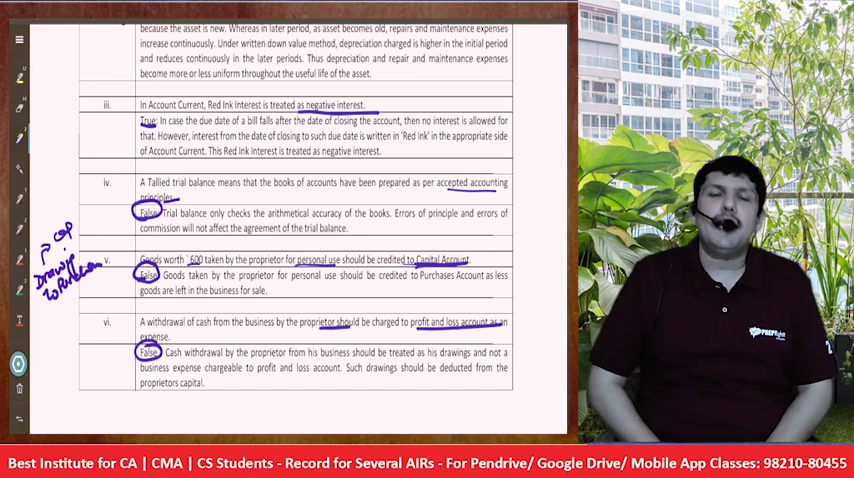 because the asset is new. Whereas in later period, as asset becomes old, repairs and maintenance expenses
increase continuously. Under written down value method, depreciation charged is higher in the initial period
and reduces continuously in the later periods. Thus depreciation and repair and maintenance expenses
become more or less uniform throughout the useful life of the asset.
iii. In Account Current, Red Ink Interest is treated as negative interest.
True: In case the due date of a bill falls after the date of closing the account, then no interest is allowed for
that. However, interest from the date of closing to such due date is written in 'Red Ink' in the appropriate side
of Account Current. This Red Ink Interest is treated as negative interest.
iv. A Tallied trial balance means that the books of accounts have been prepared as per accepted accounting
principles.
False: Trial balance only checks the arithmetical accuracy of the books. Errors of principle and errors of
commission will not affect the agreement of the trial balance.
Cap
Drawings
To Purchases
v. Goods worth ` 600 taken by the proprietor for personal use should be credited to Capital Account.
False: Goods taken by the proprietor for personal use should be credited to Purchases Account as less
goods are left in the business for sale.
vi. A withdrawal of cash from the business by the proprietor should be charged to profit and loss account as an
expense.
False: Cash withdrawal by the proprietor from his business should be treated as his drawings and not a
business expense chargeable to profit and loss account. Such drawings should be deducted from the
proprietors capital.
Best Institute for CA | CMA | CS Students - Record for Several AIRs - For Pendrive/ Google Drive/ Mobile App Classes: 98210-80455